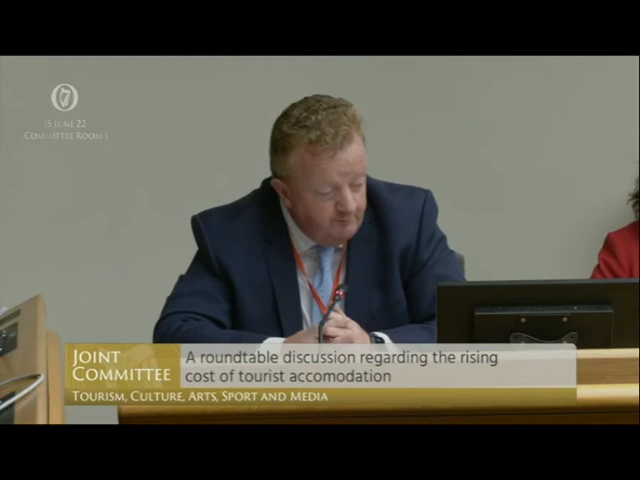 15 June 22
Committee Room 1
Joint
Committee
A roundtable discussion regarding the rising
cost of tourist accomodation
Tourism, Culture, Arts, Sport and Media